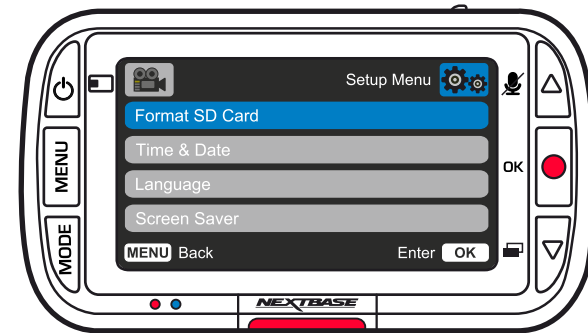 Setup Menu
Format SD Card
Time & Date
Language
Screen Saver
MENU Back
Enter OK
MENU
MODE
OK
NEXTBASE